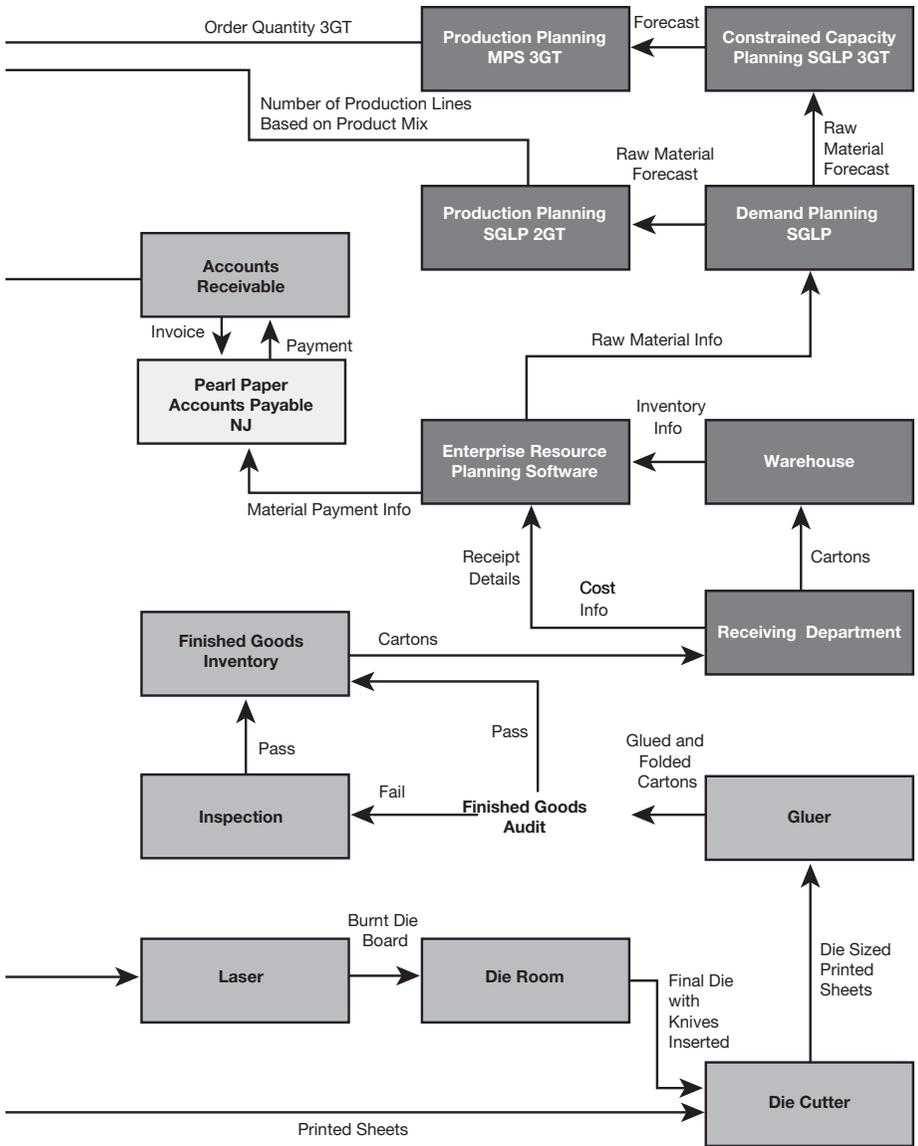 Order Quantity 3GT
Production Planning
MPS 3GT
Forecast
Constrained Capacity
Planning SGLP 3GT
Number of Production Lines
Based on Product Mix
Raw
Material
Forecast
Raw Material
Forecast
Production Planning
SGLP 2GT
Demand Planning
SGLP
Accounts
Receivable
Invoice
Payment
Raw Material Info
Pearl Paper
Accounts Payable
NJ
Inventory
Info
Enterprise Resource
Planning Software
Warehouse
Material Payment Info
Receipt
Details
Cost
Info
Cartons
Receiving Department
Finished Goods
Inventory
Cartons
Pass
Pass
Glued and
Folded
Cartons
Inspection
Fail
Finished Goods
Audit
Gluer
Burnt Die
Board
Laser
Die Room
Final Die
with
Knives
Inserted
Die Sized
Printed
Sheets
Die Cutter
Printed Sheets